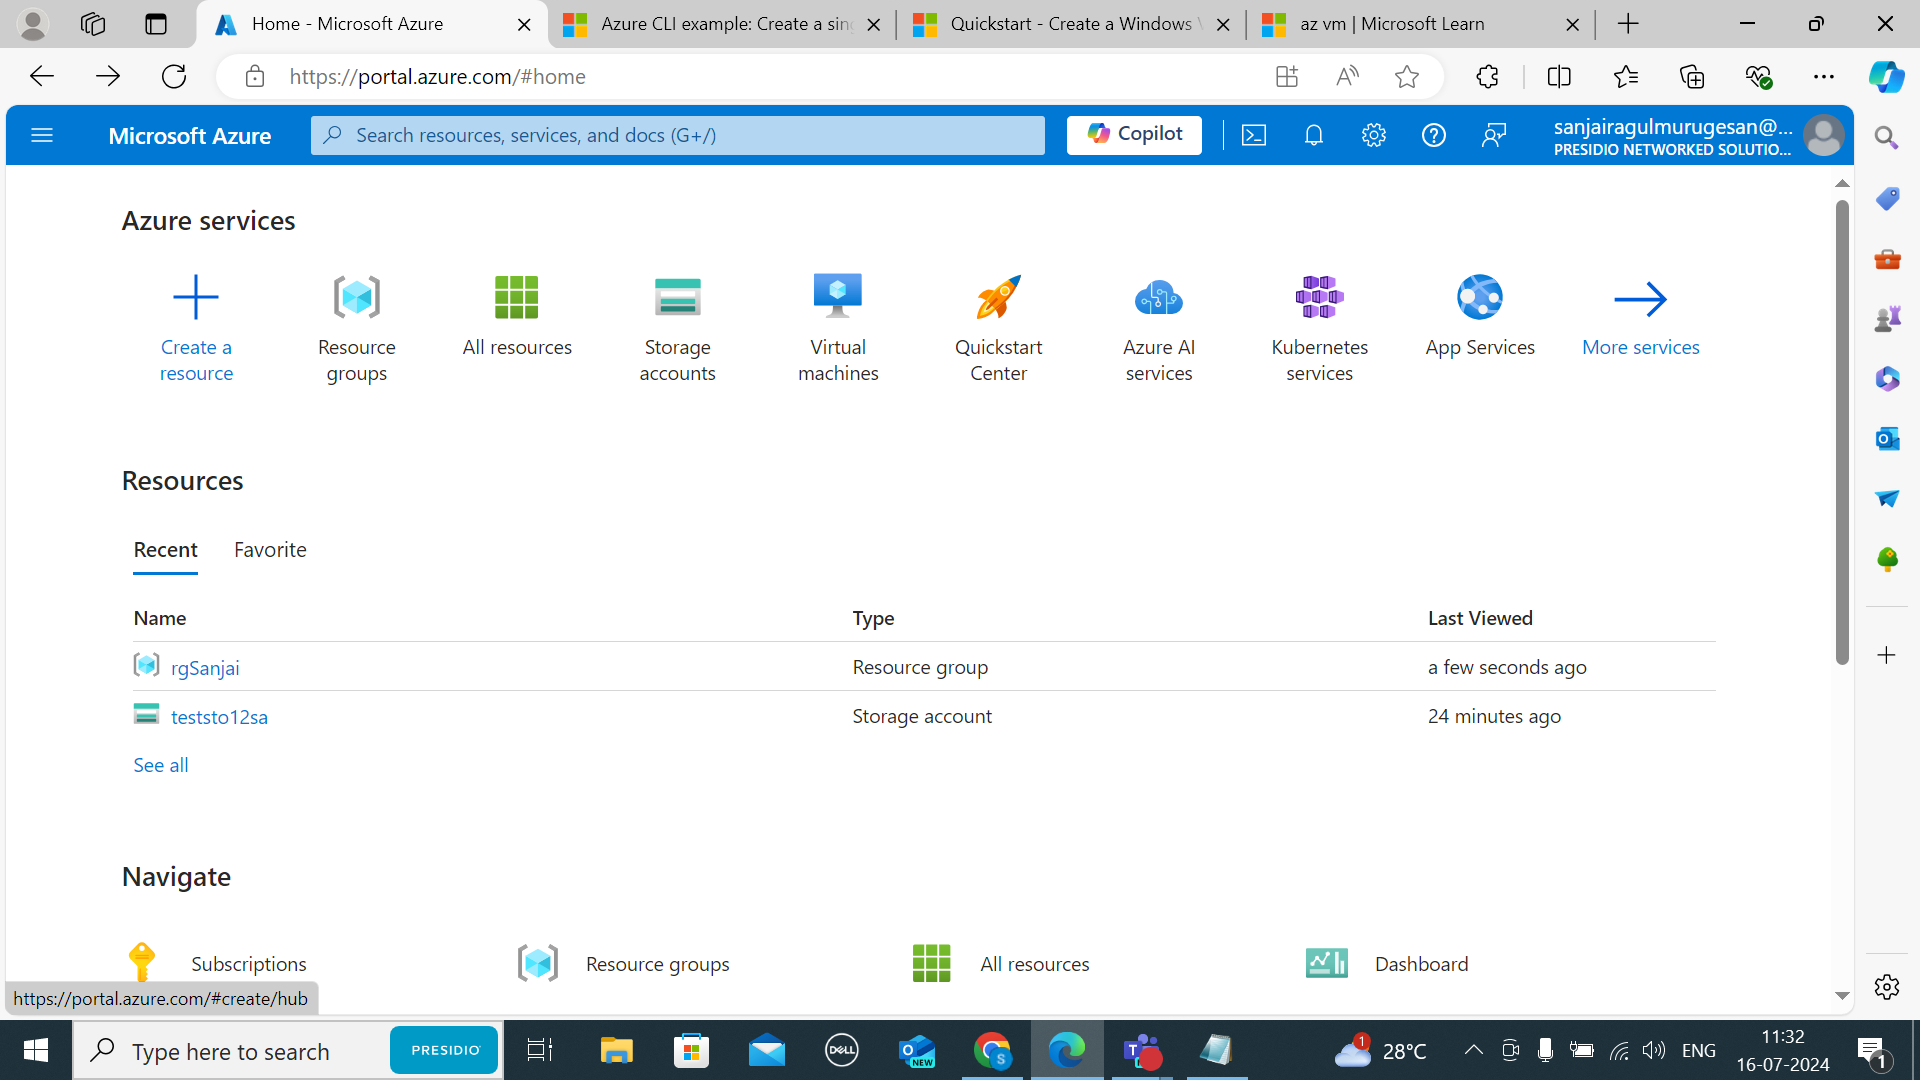 Home - Microsoft Azure
Azure CLI example: Create a sing
Quickstart - Create a Windows V
az vm | Microsoft Learn
https://portal.azure.com/#home
Microsoft Azure
Search resources, services, and docs (G+/)
Copilot
sanjairagulmurugesan@...
PRESIDIO NETWORKED SOLUTIO...
Azure services
Create a resource
Resource groups
All resources
Storage accounts
Virtual machines
Quickstart Center
Azure AI services
Kubernetes services
App Services
More services
Resources
Recent
Favorite
Name Type Last Viewed
rgSanjai Resource group a few seconds ago
teststo12sa Storage account 24 minutes ago
See all
Navigate
Subscriptions
Resource groups
All resources
Dashboard
https://portal.azure.com/#create/hub
Type here to search
PRESIDIO
DELL
NEW
S
T
1
28°C
ENG
11:32
16-07-2024
1